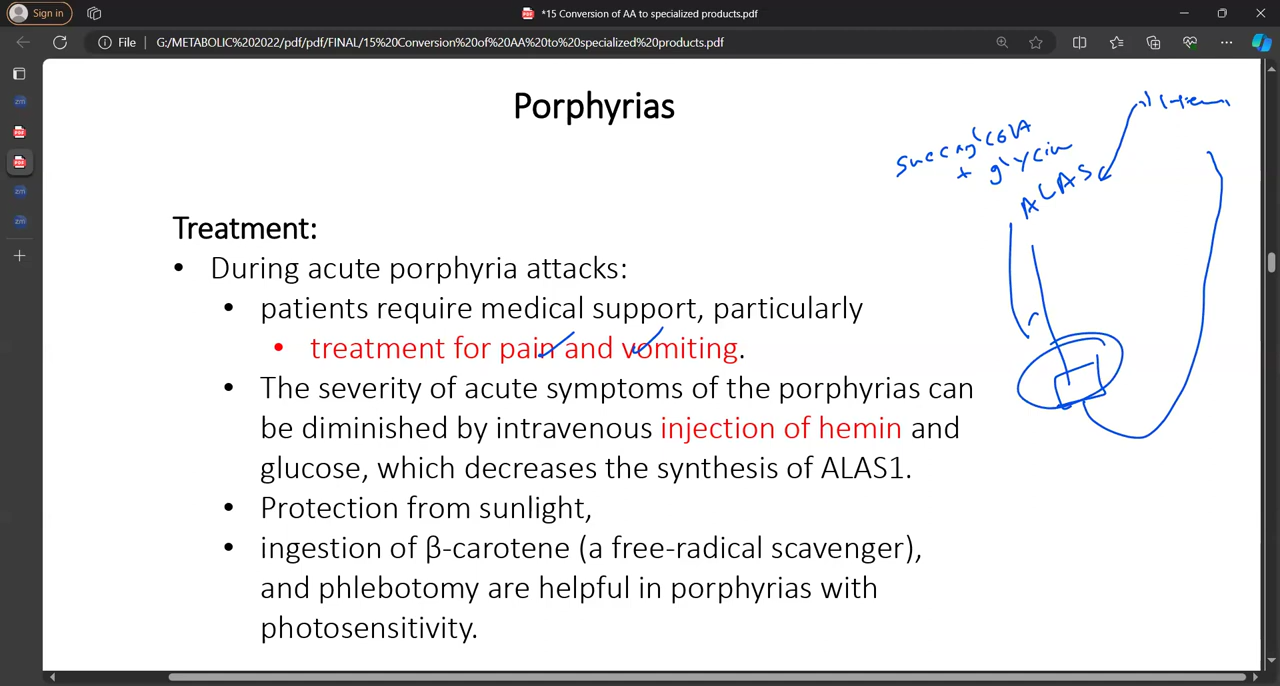 Sign in
*15 Conversion of AA to specialized products.pdf
File
G:/METABOLIC%202022/pdf/pdf/FINAL/15%20Conversion%20of%20AA%20to%20specialized%20products.pdf
Porphyrias
+ glycin
ALAS
Treatment:
• During acute porphyria attacks:
• patients require medical support, particularly
• treatment for pain and vomiting.
• The severity of acute symptoms of the porphyrias can
be diminished by intravenous injection of hemin and
glucose, which decreases the synthesis of ALAS1.
• Protection from sunlight,
• ingestion of β-carotene (a free-radical scavenger),
and phlebotomy are helpful in porphyrias with
photosensitivity.